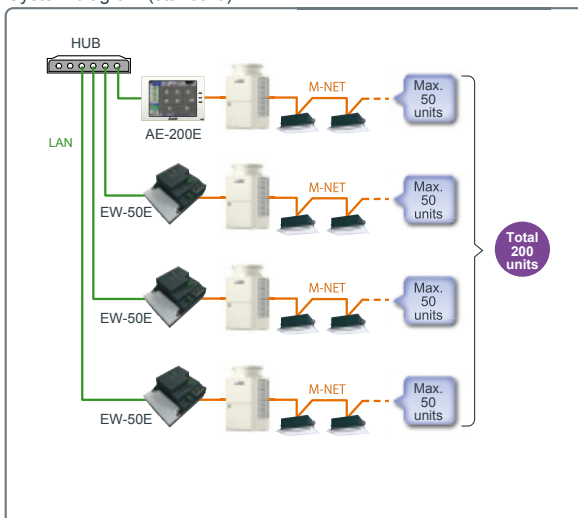 HUB
LAN
AE-200E
M-NET
Max.
50
units
EW-50E
M-NET
Max.
50
units
EW-50E
M-NET
Max.
50
units
EW-50E
M-NET
Max.
50
units
Total
200
units